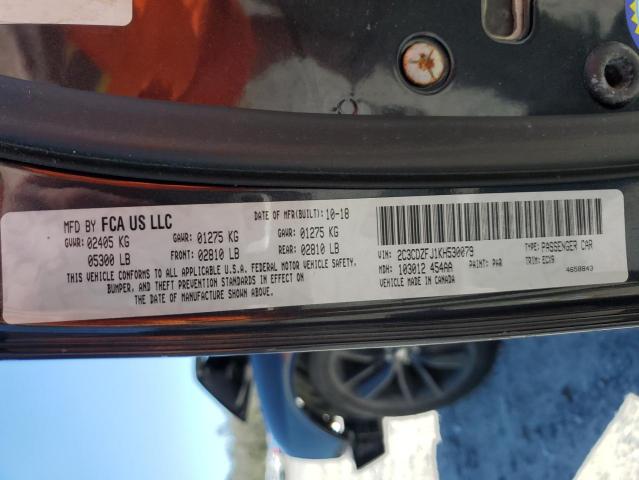 MFD BY FCA US LLC
DATE OF MFR(BUILT): 10-18
GVWR: 02405 KG GAWR: 01275 KG GAWR: 01275 KG
05300 LB FRONT: 02810 LB REAR: 02810 LB
THIS VEHICLE CONFORMS TO ALL APPLICABLE U.S.A. FEDERAL MOTOR VEHICLE SAFETY,
BUMPER, AND THEFT PREVENTION STANDARDS IN EFFECT ON
THE DATE OF MANUFACTURE SHOWN ABOVE.
VIN: 2C3CDZFJ1KH530079 TYPE: PASSENGER CAR
MDH: 103012 454AA PAINT: PAR TRIM: ECX9
VEHICLE MADE IN CANADA 4658843